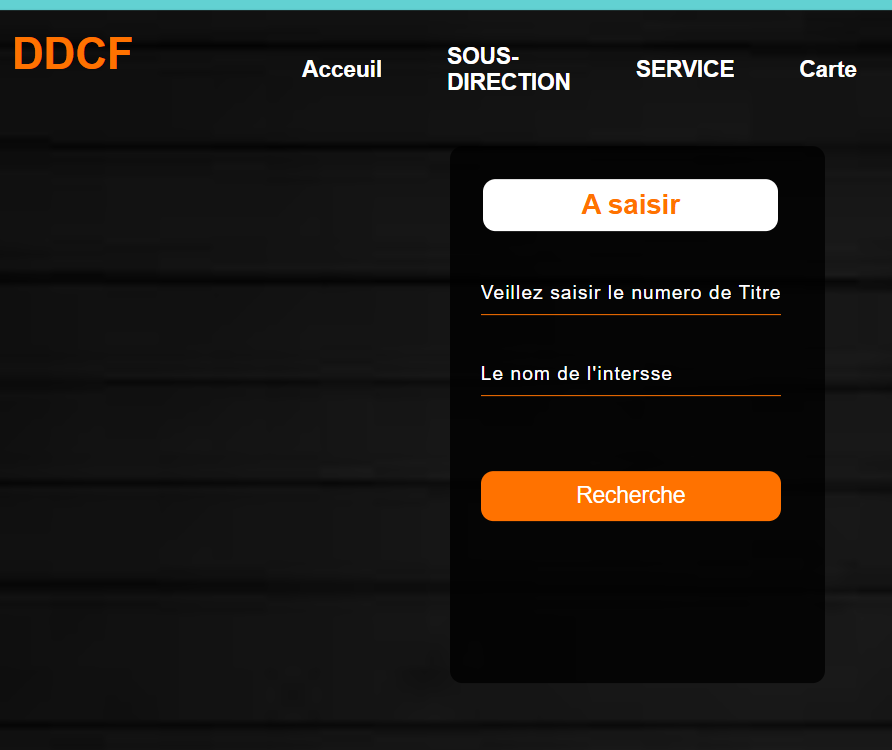 DDCF
Acceuil
SOUS-
DIRECTION
SERVICE
Carte
A saisir
Veillez saisir le numero de Titre
Le nom de l'intersse
Recherche